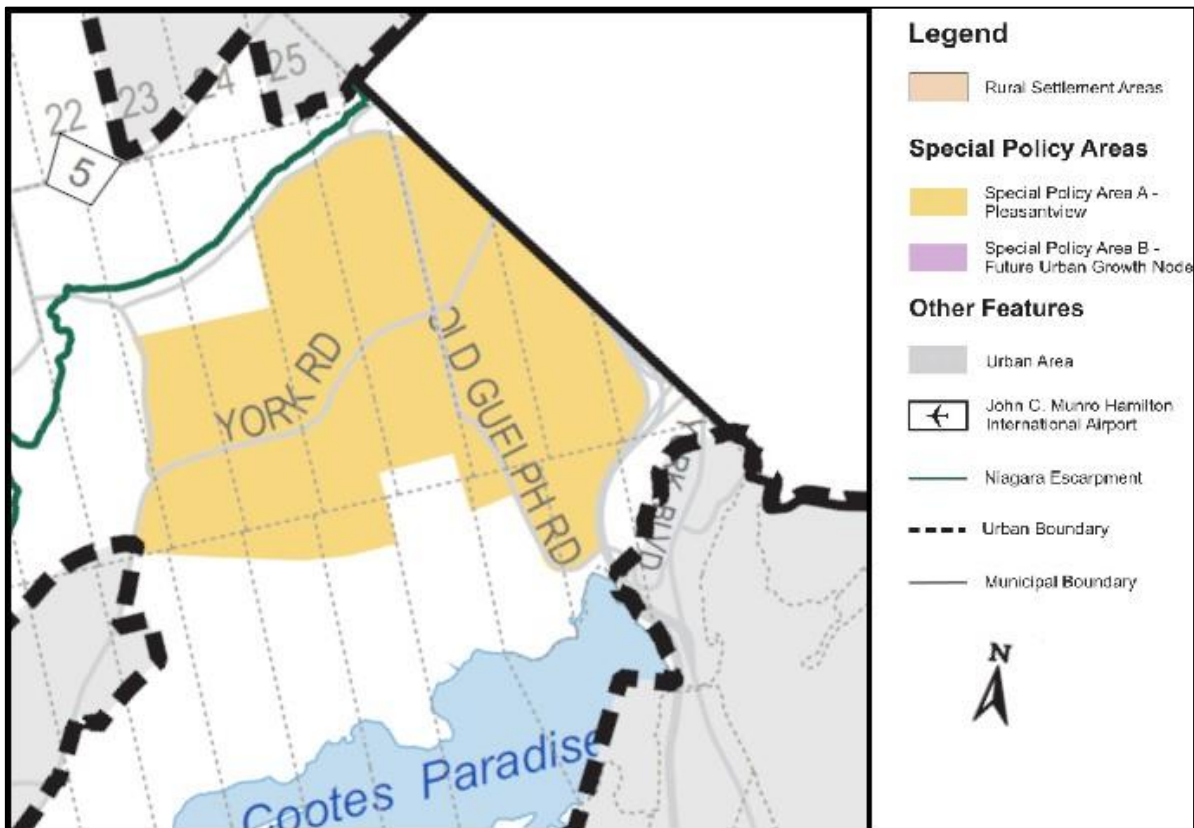 22
23
24
25
5
YORK RD
OLD GUELPH RD
YORK BLVD
Cootes Paradise
Legend
Rural Settlement Areas
Special Policy Areas
Special Policy Area A -
Pleasantview
Special Policy Area B -
Future Urban Growth Node
Other Features
Urban Area
John C. Munro Hamilton
International Airport
Niagara Escarpment
Urban Boundary
Municipal Boundary
N